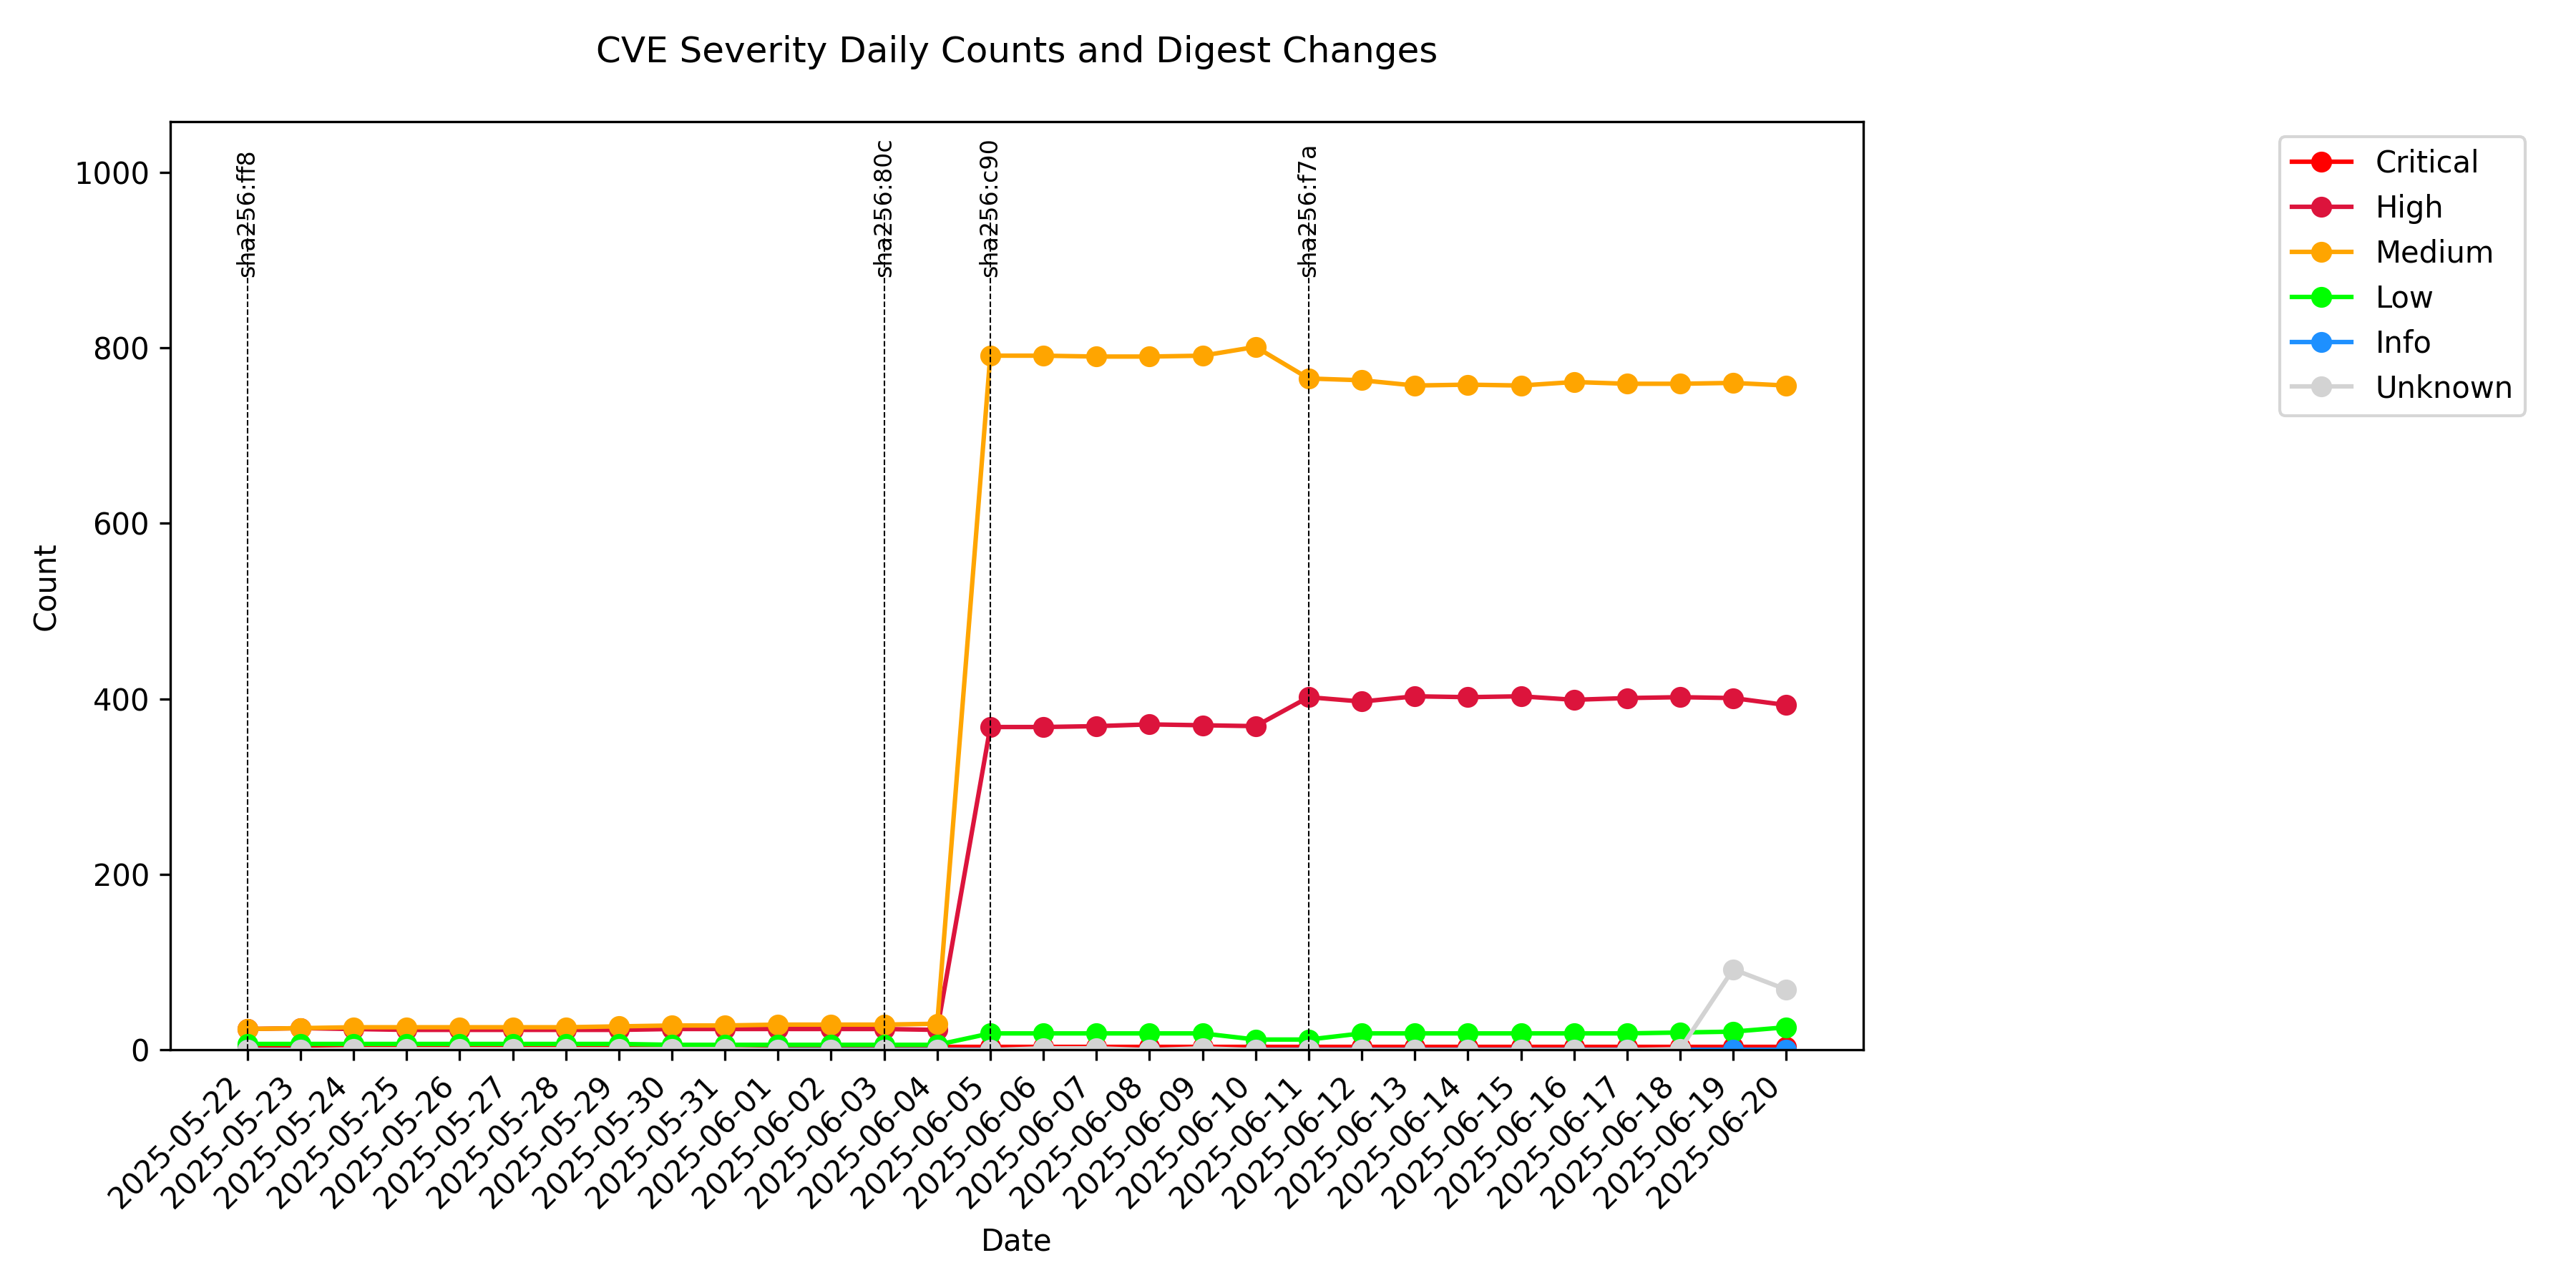 CVE Severity Daily Counts and Digest Changes
sha256:ff8
sha256:80c
sha256:c90
sha256:f7a
1000
800
600
400
200
0
Count
2025-05-22
2025-05-23
2025-05-24
2025-05-25
2025-05-26
2025-05-27
2025-05-28
2025-05-29
2025-05-30
2025-05-31
2025-06-01
2025-06-02
2025-06-03
2025-06-04
2025-06-05
2025-06-06
2025-06-07
2025-06-08
2025-06-09
2025-06-10
2025-06-11
2025-06-12
2025-06-13
2025-06-14
2025-06-15
2025-06-16
2025-06-17
2025-06-18
2025-06-19
2025-06-20
Date
Critical
High
Medium
Low
Info
Unknown